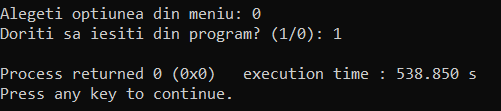 Alegeti optiunea din meniu: 0
Doriti sa iesiti din program? (1/0): 1
Process returned 0 (0x0)   execution time : 538.850 s
Press any key to continue.